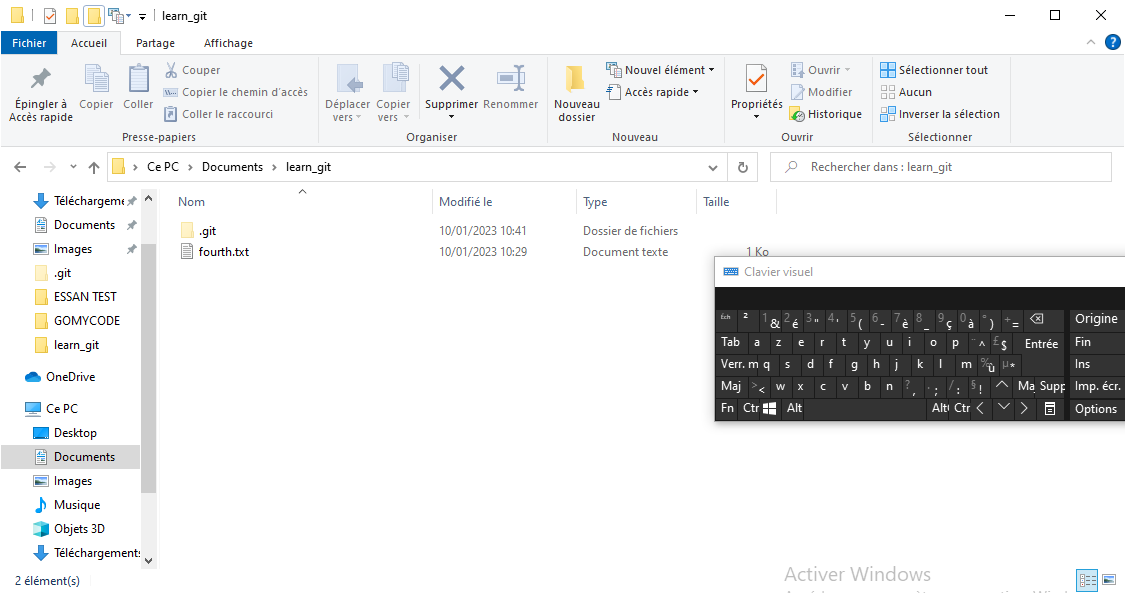 learn_git
Fichier Accueil Partage Affichage
Épingler à Accès rapide
Copier
Coller
Couper
Copier le chemin d'accès
Coller le raccourci
Presse-papiers
Déplacer vers
Copier vers
Supprimer
Renommer
Organiser
Nouveau dossier
Nouvel élément
Accès rapide
Nouveau
Propriétés
Ouvrir
Modifier
Historique
Ouvrir
Sélectionner tout
Aucun
Inverser la sélection
Sélectionner
Ce PC > Documents > learn_git
Rechercher dans : learn_git
Téléchargeme
Documents
Images
.git
ESSAN TEST
GOMYCODE
learn_git
OneDrive
Ce PC
Desktop
Documents
Images
Musique
Objets 3D
Téléchargements
Nom Modifié le Type Taille
.git 10/01/2023 10:41 Dossier de fichiers
fourth.txt 10/01/2023 10:29 Document texte 1 Ko
Clavier visuel
Éch ² 1 & 2 é 3 " 4 ' 5 ( 6 - 7 è 8 _ 9 ç 0 à ° ) + = Origine
Tab a z e r t y u i o p ¨ ^ £ $ Entrée Fin
Verr. m q s d f g h j k l m % ù µ * Ins
Maj > < w x c v b n ? , . ; / : § ! Ma Supp Imp. écr.
Fn Ctr Alt Alt Ctr Options
2 élément(s)
Activer Windows